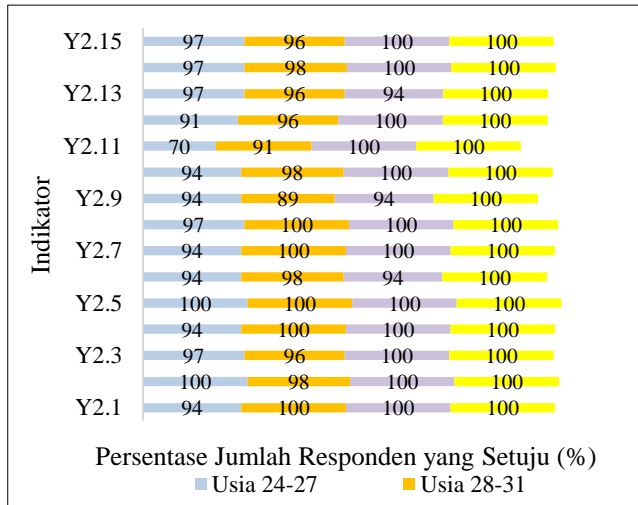 Y2.15 97 96 100 100
97 98 100 100
Y2.13 97 96 94 100
91 96 100 100
Y2.11 70 91 100 100
94 98 100 100
Y2.9 94 89 94 100
97 100 100 100
Y2.7 94 100 100 100
94 98 94 100
Y2.5 100 100 100 100
94 100 100 100
Y2.3 97 96 100 100
100 98 100 100
Y2.1 94 100 100 100
Indikator
Persentase Jumlah Responden yang Setuju (%)
Usia 24-27 Usia 28-31